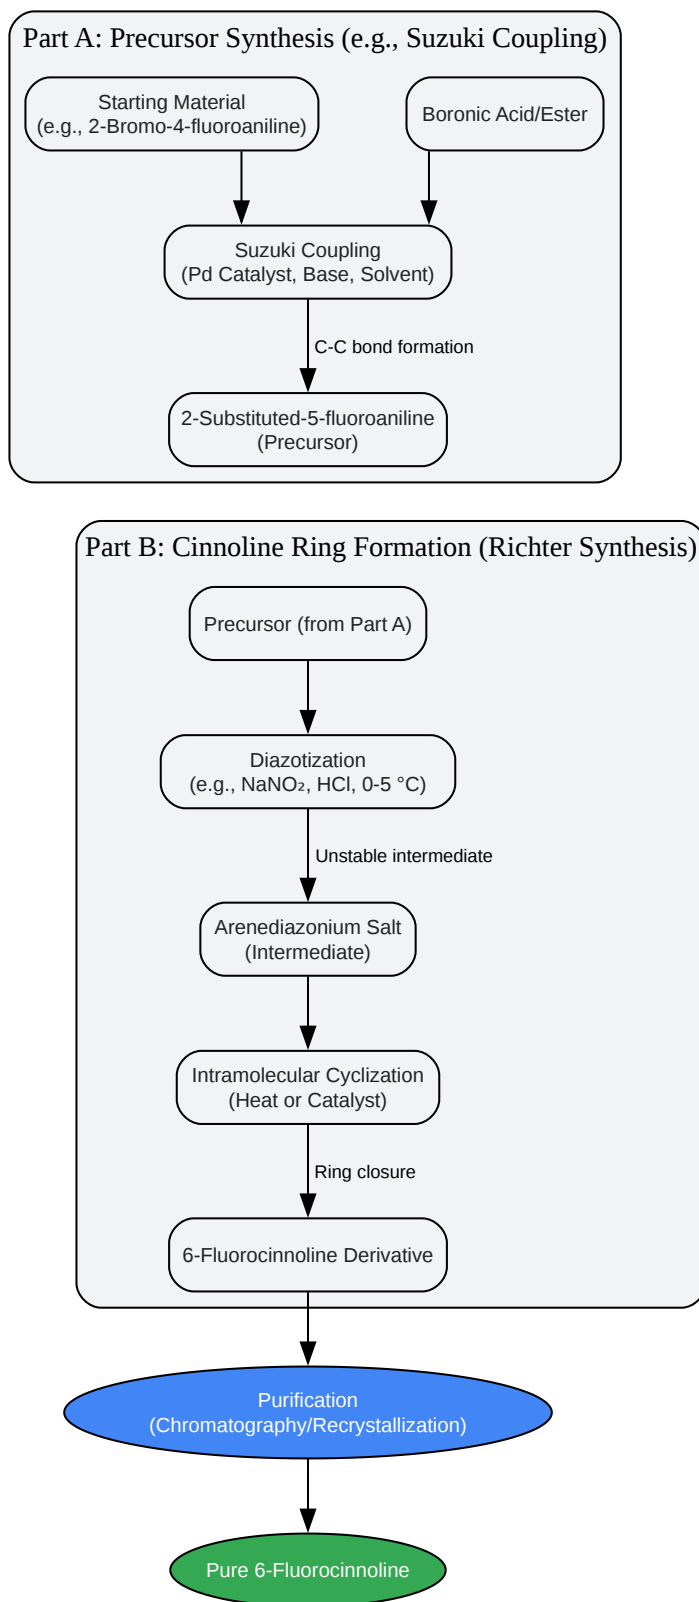 Part A: Precursor Synthesis (e.g., Suzuki Coupling)
Starting Material
(e.g., 2-Bromo-4-fluoroaniline)
Boronic Acid/Ester
Suzuki Coupling
(Pd Catalyst, Base, Solvent)
C-C bond formation
2-Substituted-5-fluoroaniline
(Precursor)
Part B: Cinnoline Ring Formation (Richter Synthesis)
Precursor (from Part A)
Diazotization
(e.g., NaNO₂, HCl, 0-5 °C)
Unstable intermediate
Arenediazonium Salt
(Intermediate)
Intramolecular Cyclization
(Heat or Catalyst)
Ring closure
6-Fluorocinnoline Derivative
Purification
(Chromatography/Recrystallization)
Pure 6-Fluorocinnoline